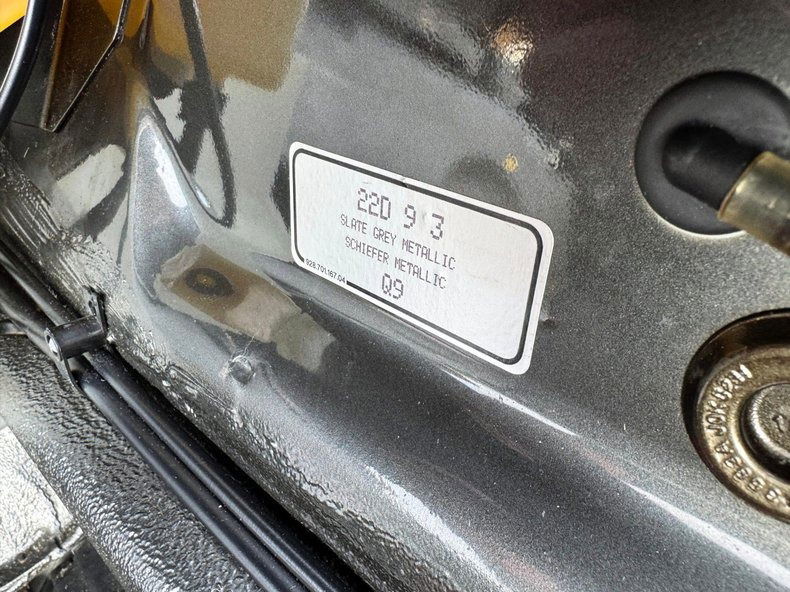 22D 9 3
SLATE GREY METALLIC
SCHIEFER METALLIC
Q9
928.701.167.04